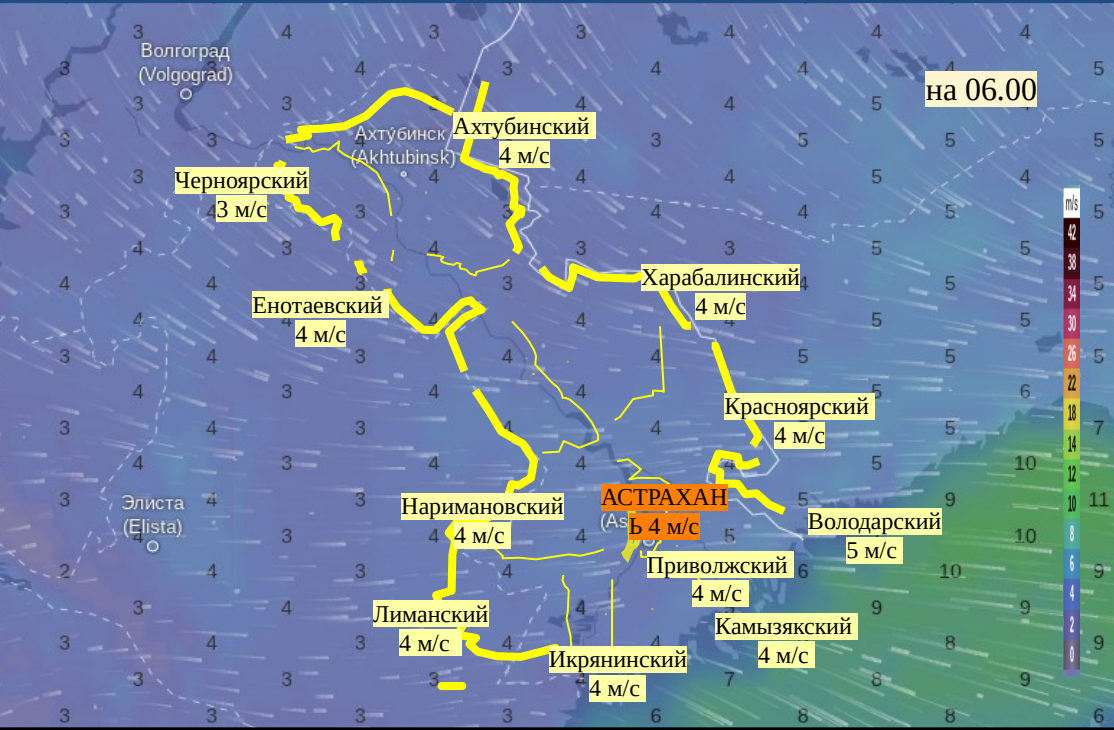 Волгоград
(Volgograd)
на 06.00
Ахтубинск
(Akhtubinsk)
Ахтубинский
4 м/с
Черноярский
3 м/с
m/s
42
38
34
30
26
22
18
14
12
10
8
6
4
2
0
Харабалинский
4 м/с
Енотаевский
4 м/с
Красноярский
4 м/с
Элиста
(Elista)
Наримановский
4 м/с
АСТРАХАН
Ь 4 м/с
(As
Володарский
5 м/с
Приволжский
4 м/с
Лиманский
4 м/с
Камызякский
4 м/с
Икрянинский
4 м/с